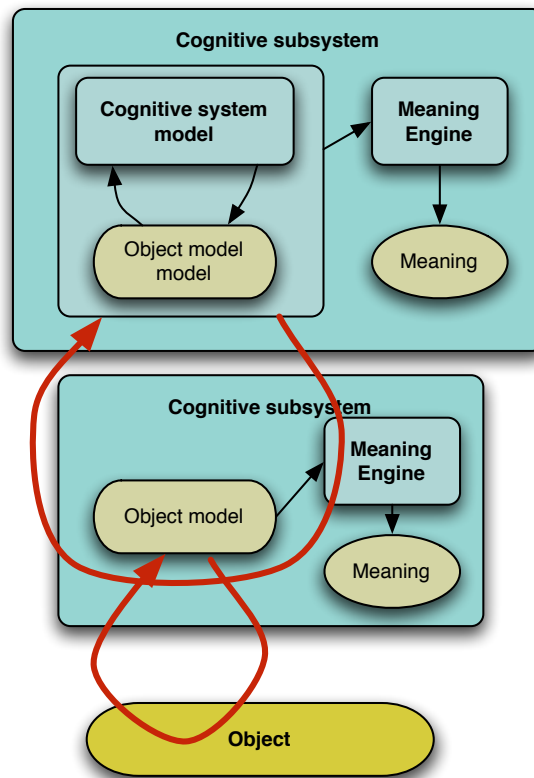 Cognitive subsystem
Cognitive system
model
Meaning
Engine
Object model
model
Meaning
Cognitive subsystem
Meaning
Engine
Object model
Meaning
Object